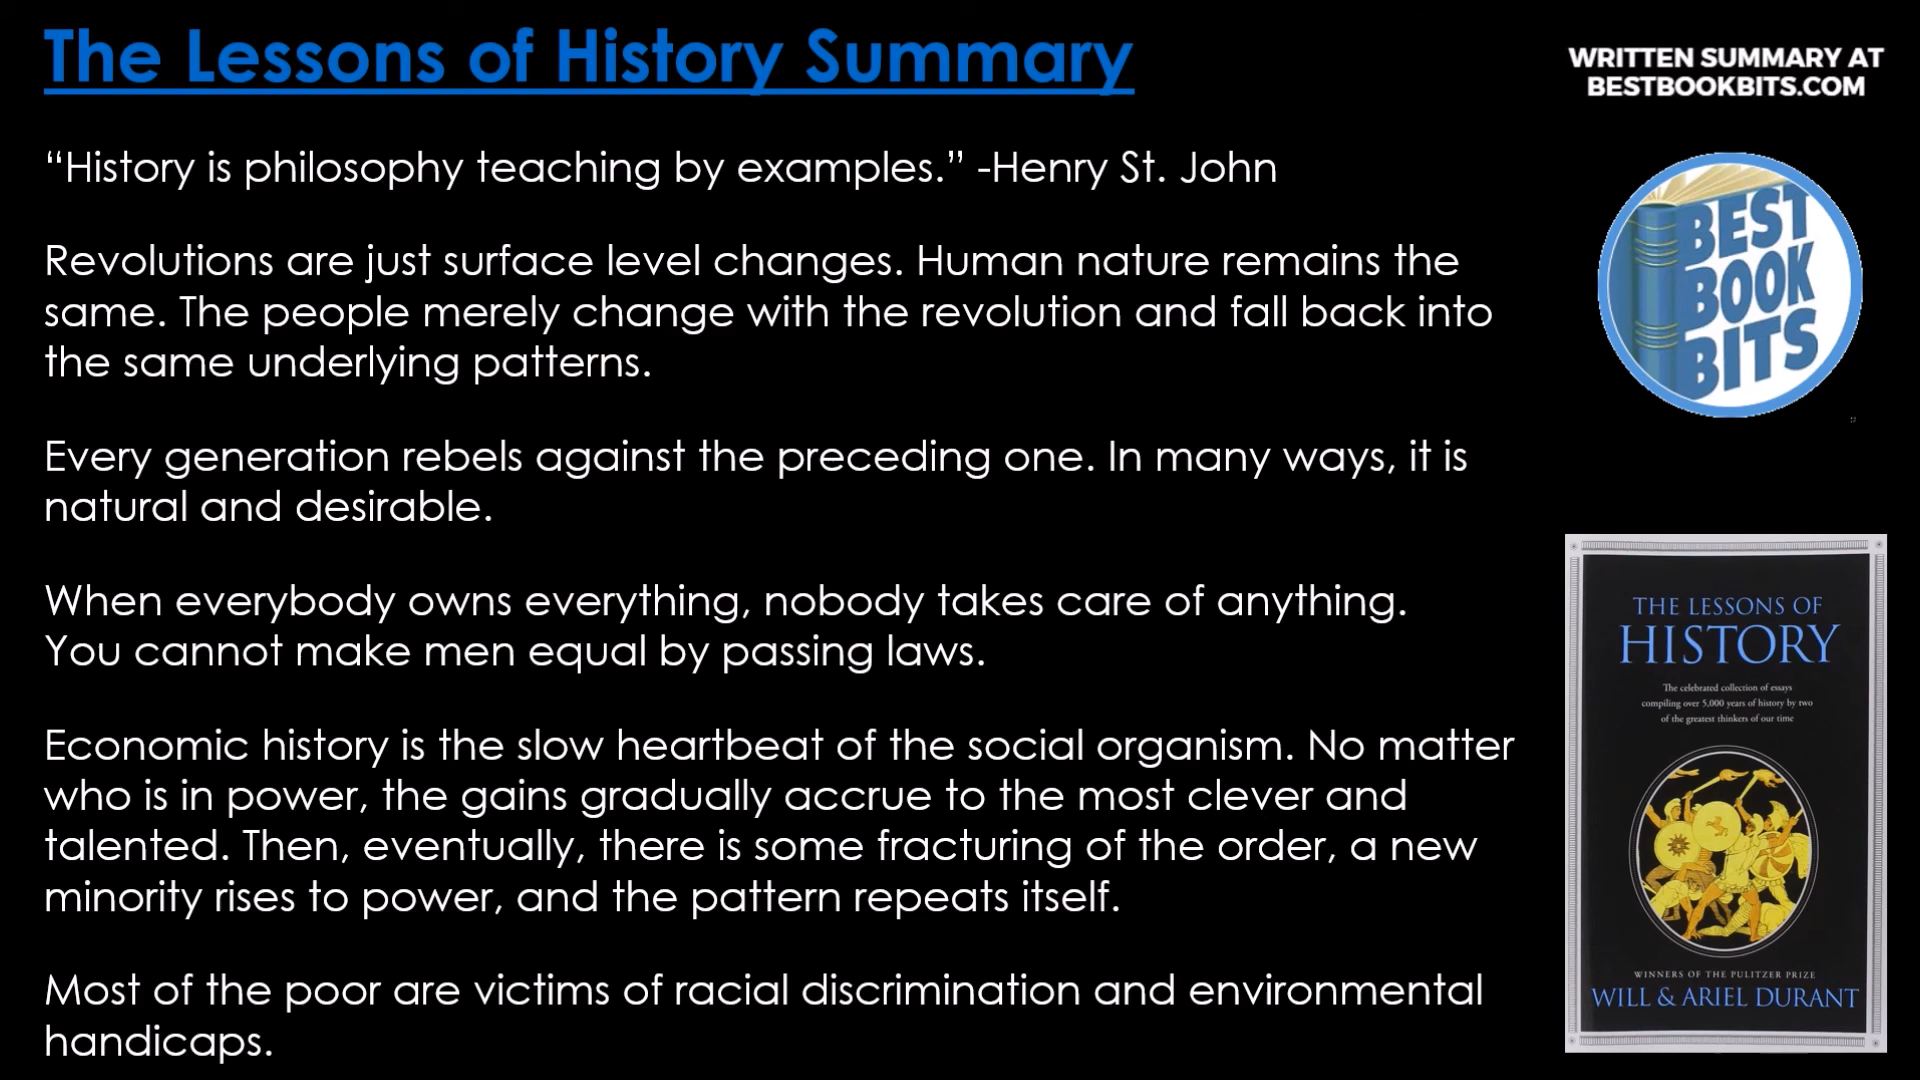 The Lessons of History Summary
WRITTEN SUMMARY AT
BESTBOOKBITS.COM
“History is philosophy teaching by examples.” -Henry St. John
Revolutions are just surface level changes. Human nature remains the
same. The people merely change with the revolution and fall back into
the same underlying patterns.
Every generation rebels against the preceding one. In many ways, it is
natural and desirable.
When everybody owns everything, nobody takes care of anything.
You cannot make men equal by passing laws.
Economic history is the slow heartbeat of the social organism. No matter
who is in power, the gains gradually accrue to the most clever and
talented. Then, eventually, there is some fracturing of the order, a new
minority rises to power, and the pattern repeats itself.
Most of the poor are victims of racial discrimination and environmental
handicaps.
BEST
BOOK
BITS
THE LESSONS OF
HISTORY
The celebrated collection of essays
compiling over 5,000 years of history by two
of the greatest thinkers of our time
WINNERS OF THE PULITZER PRIZE
WILL & ARIEL DURANT